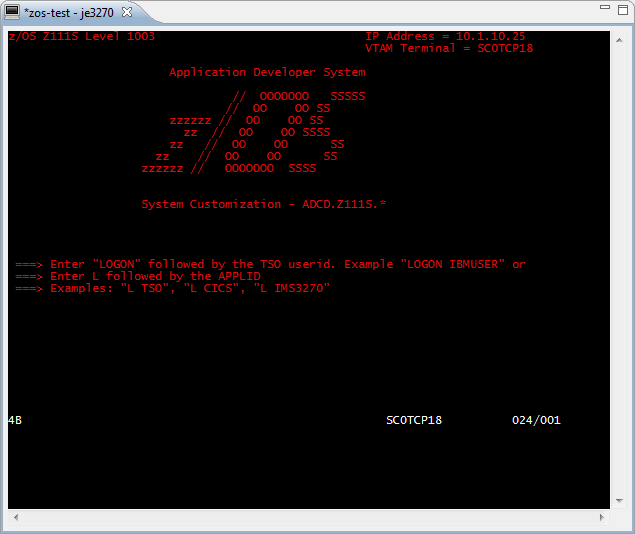 *zos-test - je3270
z/OS Z111S Level 1003 IP Address = 10.1.10.25
VTAM Terminal = SC0TCP18
Application Developer System
// OOOOOOO SSSSS
// OO OO SS
zzzzzz // OO OO SS
zz // OO OO SSSS
zz // OO OO SS
zz // OO OO SS
zzzzzz // OOOOOOO SSSS
System Customization - ADCD.Z111S.*
===> Enter "LOGON" followed by the TSO userid. Example "LOGON IBMUSER" or
===> Enter L followed by the APPLID
===> Examples: "L TSO", "L CICS", "L IMS3270"
4B SC0TCP18 024/001